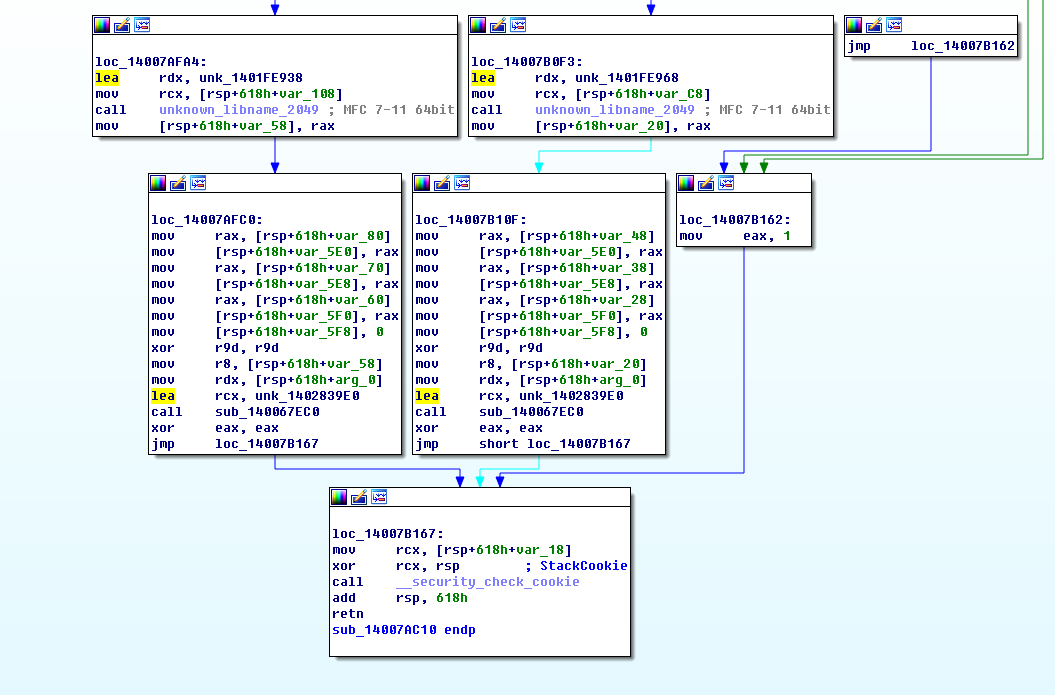 loc_14007AFA4:
lea rdx, unk_1401FE938
mov rcx, [rsp+618h+var_108]
call unknown_libname_2049 ; MFC 7-11 64bit
mov [rsp+618h+var_58], rax
loc_14007B0F3:
lea rdx, unk_1401FE968
mov rcx, [rsp+618h+var_C8]
call unknown_libname_2049 ; MFC 7-11 64bit
mov [rsp+618h+var_20], rax
jmp loc_14007B162
loc_14007AFC0:
mov rax, [rsp+618h+var_80]
mov [rsp+618h+var_5E0], rax
mov rax, [rsp+618h+var_70]
mov [rsp+618h+var_5E8], rax
mov rax, [rsp+618h+var_60]
mov [rsp+618h+var_5F0], rax
mov [rsp+618h+var_5F8], 0
xor r9d, r9d
mov r8, [rsp+618h+var_58]
mov rdx, [rsp+618h+arg_0]
lea rcx, unk_1402839E0
call sub_140067EC0
xor eax, eax
jmp loc_14007B167
loc_14007B10F:
mov rax, [rsp+618h+var_48]
mov [rsp+618h+var_5E0], rax
mov rax, [rsp+618h+var_38]
mov [rsp+618h+var_5E8], rax
mov rax, [rsp+618h+var_28]
mov [rsp+618h+var_5F0], rax
mov [rsp+618h+var_5F8], 0
xor r9d, r9d
mov r8, [rsp+618h+var_20]
mov rdx, [rsp+618h+arg_0]
lea rcx, unk_1402839E0
call sub_140067EC0
xor eax, eax
jmp short loc_14007B167
loc_14007B162:
mov eax, 1
loc_14007B167:
mov rcx, [rsp+618h+var_18]
xor rcx, rsp ; StackCookie
call __security_check_cookie
add rsp, 618h
retn
sub_14007AC10 endp